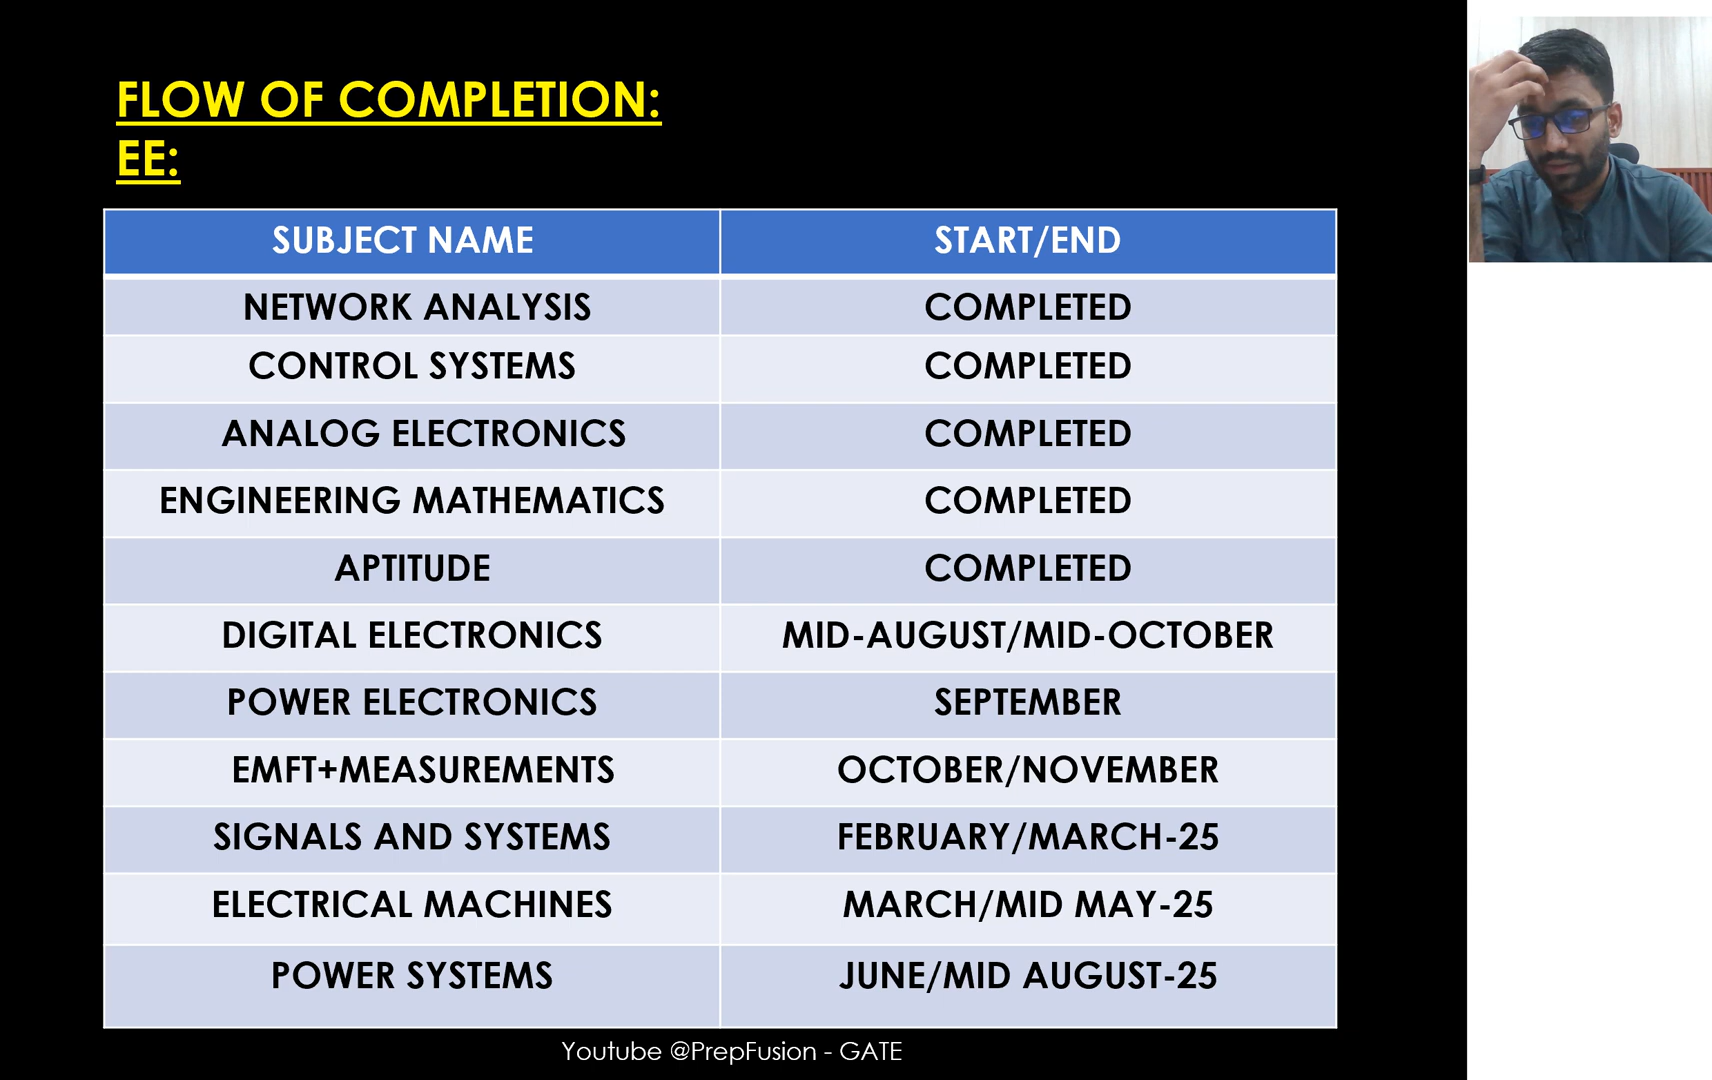 FLOW OF COMPLETION:
EE:
SUBJECT NAME START/END
NETWORK ANALYSIS COMPLETED
CONTROL SYSTEMS COMPLETED
ANALOG ELECTRONICS COMPLETED
ENGINEERING MATHEMATICS COMPLETED
APTITUDE COMPLETED
DIGITAL ELECTRONICS MID-AUGUST/MID-OCTOBER
POWER ELECTRONICS SEPTEMBER
EMFT+MEASUREMENTS OCTOBER/NOVEMBER
SIGNALS AND SYSTEMS FEBRUARY/MARCH-25
ELECTRICAL MACHINES MARCH/MID MAY-25
POWER SYSTEMS JUNE/MID AUGUST-25
Youtube @PrepFusion - GATE